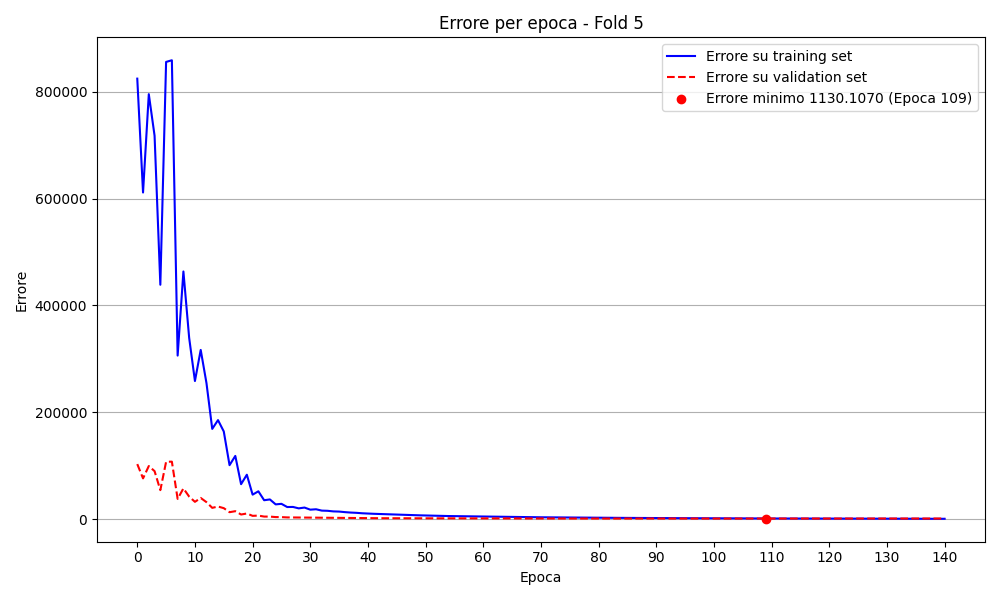 Errore per epoca - Fold 5
Errore su training set
Errore su validation set
Errore minimo 1130.1070 (Epoca 109)
800000
600000
400000
200000
0
Errore
0 10 20 30 40 50 60 70 80 90 100 110 120 130 140
Epoca